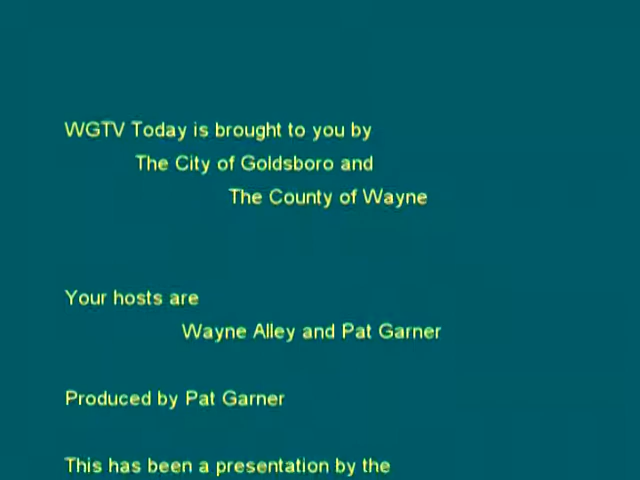 WGTV Today is brought to you by
The City of Goldsboro and
The County of Wayne
Your hosts are
Wayne Alley and Pat Garner
Produced by Pat Garner
This has been a presentation by the